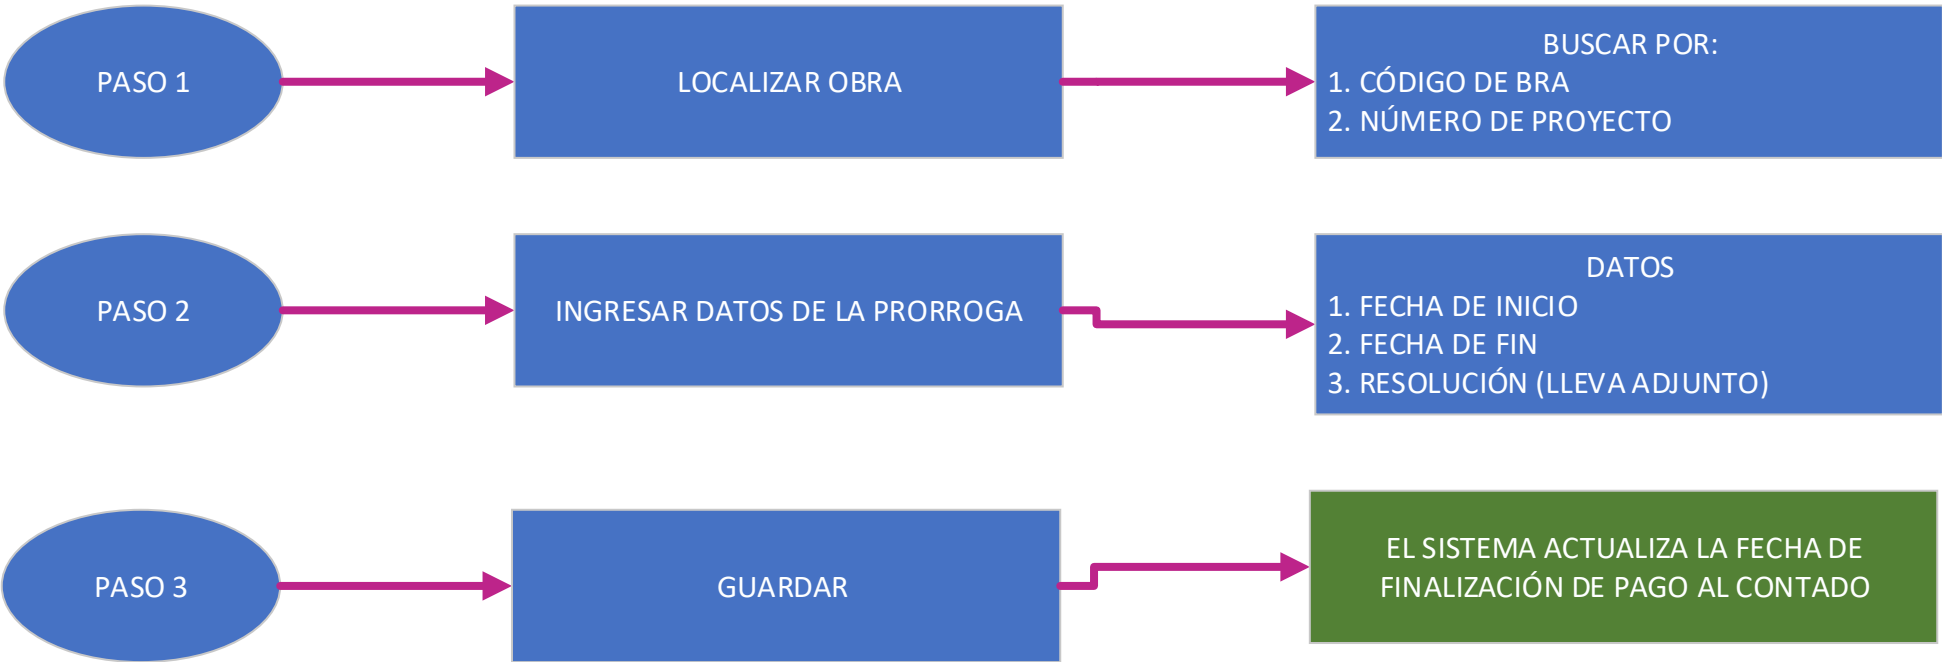 PASO 1
LOCALIZAR OBRA
BUSCAR POR:
1. CÓDIGO DE BRA
2. NÚMERO DE PROYECTO
PASO 2
INGRESAR DATOS DE LA PRORROGA
DATOS
1. FECHA DE INICIO
2. FECHA DE FIN
3. RESOLUCIÓN (LLEVA ADJUNTO)
PASO 3
GUARDAR
EL SISTEMA ACTUALIZA LA FECHA DE
FINALIZACIÓN DE PAGO AL CONTADO